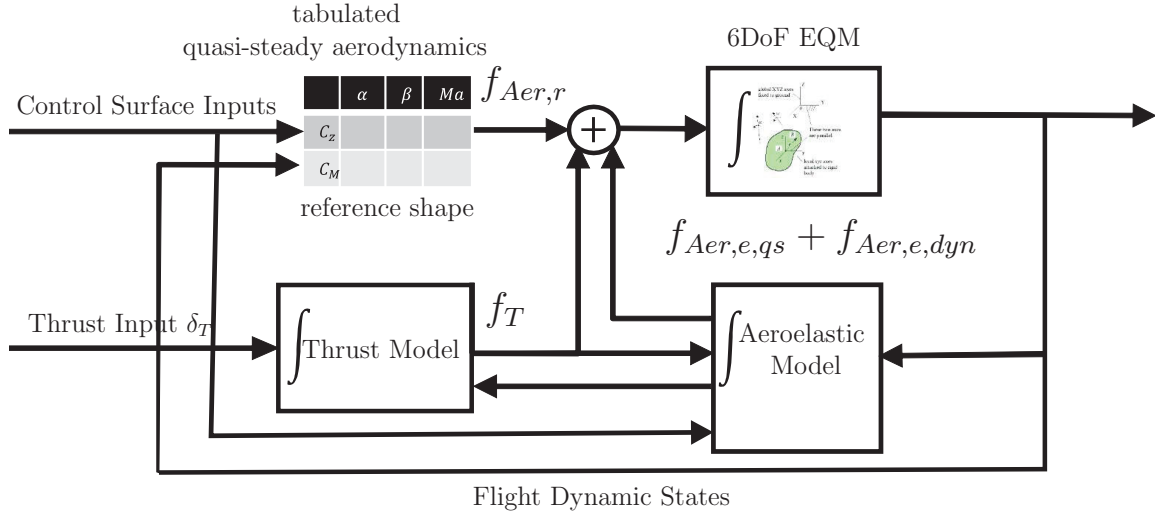 tabulated
quasi-steady aerodynamics
6DoF EQM
Control Surface Inputs
α β Ma
f_{Aer,r}
C_z
C_M
+
∫
reference shape
f_{Aer,e,qs} + f_{Aer,e,dyn}
Thrust Input δ_T
∫ Thrust Model
f_T
∫ Aeroelastic
Model
Flight Dynamic States